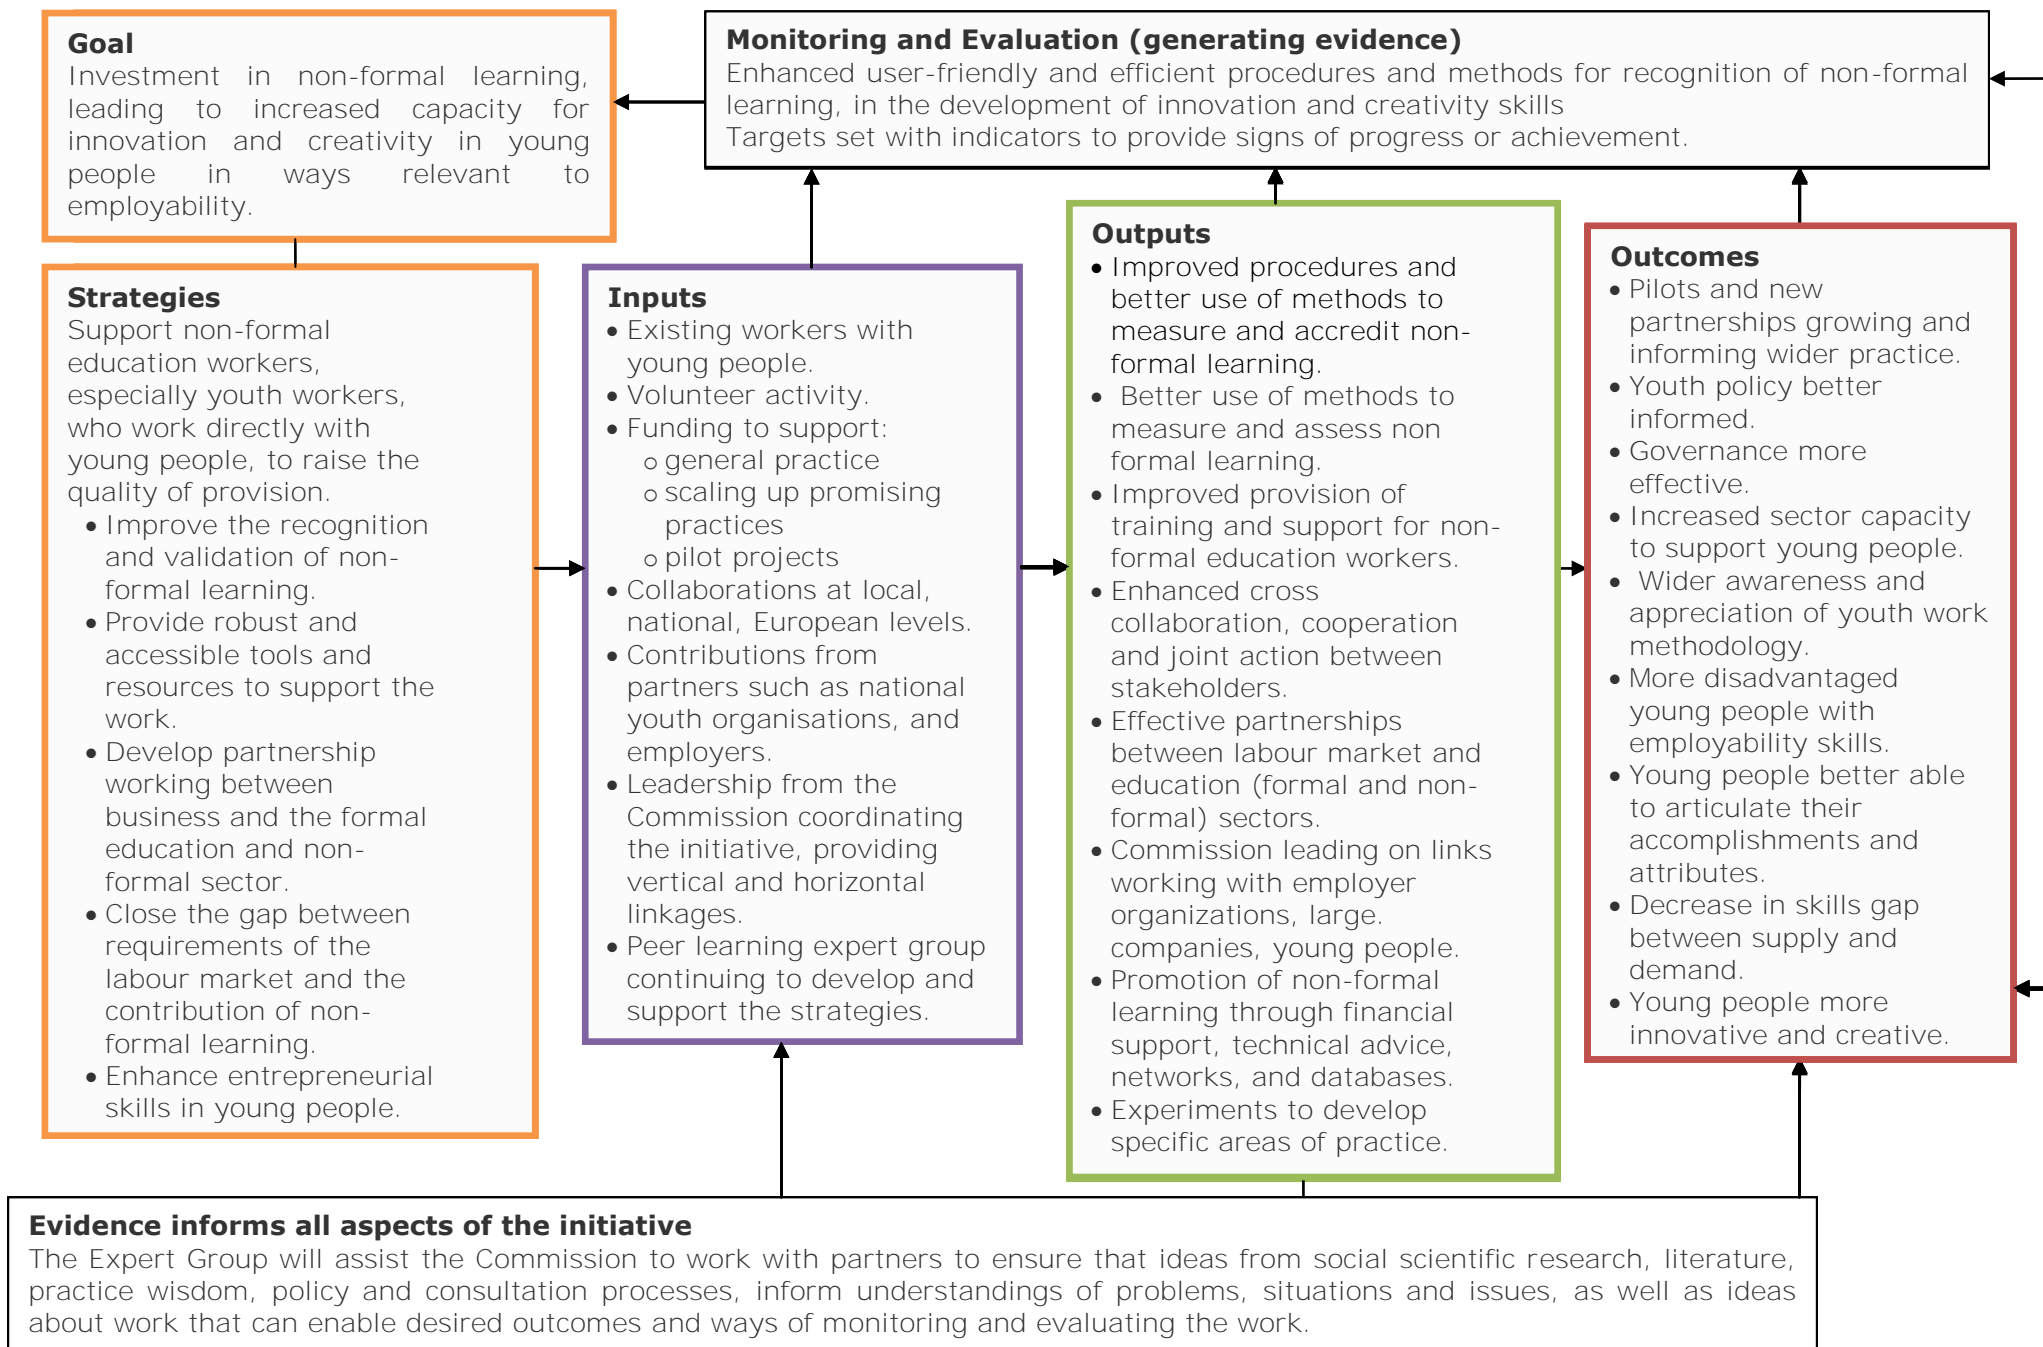 Goal
Investment in non-formal learning,
leading to increased capacity for
innovation and creativity in young
people in ways relevant to
employability.
Monitoring and Evaluation (generating evidence)
Enhanced user-friendly and efficient procedures and methods for recognition of non-formal
learning, in the development of innovation and creativity skills
Targets set with indicators to provide signs of progress or achievement.
Strategies
Support non-formal
education workers,
especially youth workers,
who work directly with
young people, to raise the
quality of provision.
• Improve the recognition
and validation of non-
formal learning.
• Provide robust and
accessible tools and
resources to support the
work.
• Develop partnership
working between
business and the formal
education and non-
formal sector.
• Close the gap between
requirements of the
labour market and the
contribution of non-
formal learning.
• Enhance entrepreneurial
skills in young people.
Inputs
• Existing workers with
young people.
• Volunteer activity.
• Funding to support:
o general practice
o scaling up promising
practices
o pilot projects
• Collaborations at local,
national, European levels.
• Contributions from
partners such as national
youth organisations, and
employers.
• Leadership from the
Commission coordinating
the initiative, providing
vertical and horizontal
linkages.
• Peer learning expert group
continuing to develop and
support the strategies.
Outputs
• Improved procedures and
better use of methods to
measure and accredit non-
formal learning.
• Better use of methods to
measure and assess non
formal learning.
• Improved provision of
training and support for non-
formal education workers.
• Enhanced cross
collaboration, cooperation
and joint action between
stakeholders.
• Effective partnerships
between labour market and
education (formal and non-
formal) sectors.
• Commission leading on links
working with employer
organizations, large.
companies, young people.
• Promotion of non-formal
learning through financial
support, technical advice,
networks, and databases.
• Experiments to develop
specific areas of practice.
Outcomes
• Pilots and new
partnerships growing and
informing wider practice.
• Youth policy better
informed.
• Governance more
effective.
• Increased sector capacity
to support young people.
• Wider awareness and
appreciation of youth work
methodology.
• More disadvantaged
young people with
employability skills.
• Young people better able
to articulate their
accomplishments and
attributes.
• Decrease in skills gap
between supply and
demand.
• Young people more
innovative and creative.
Evidence informs all aspects of the initiative
The Expert Group will assist the Commission to work with partners to ensure that ideas from social scientific research, literature,
practice wisdom, policy and consultation processes, inform understandings of problems, situations and issues, as well as ideas
about work that can enable desired outcomes and ways of monitoring and evaluating the work.